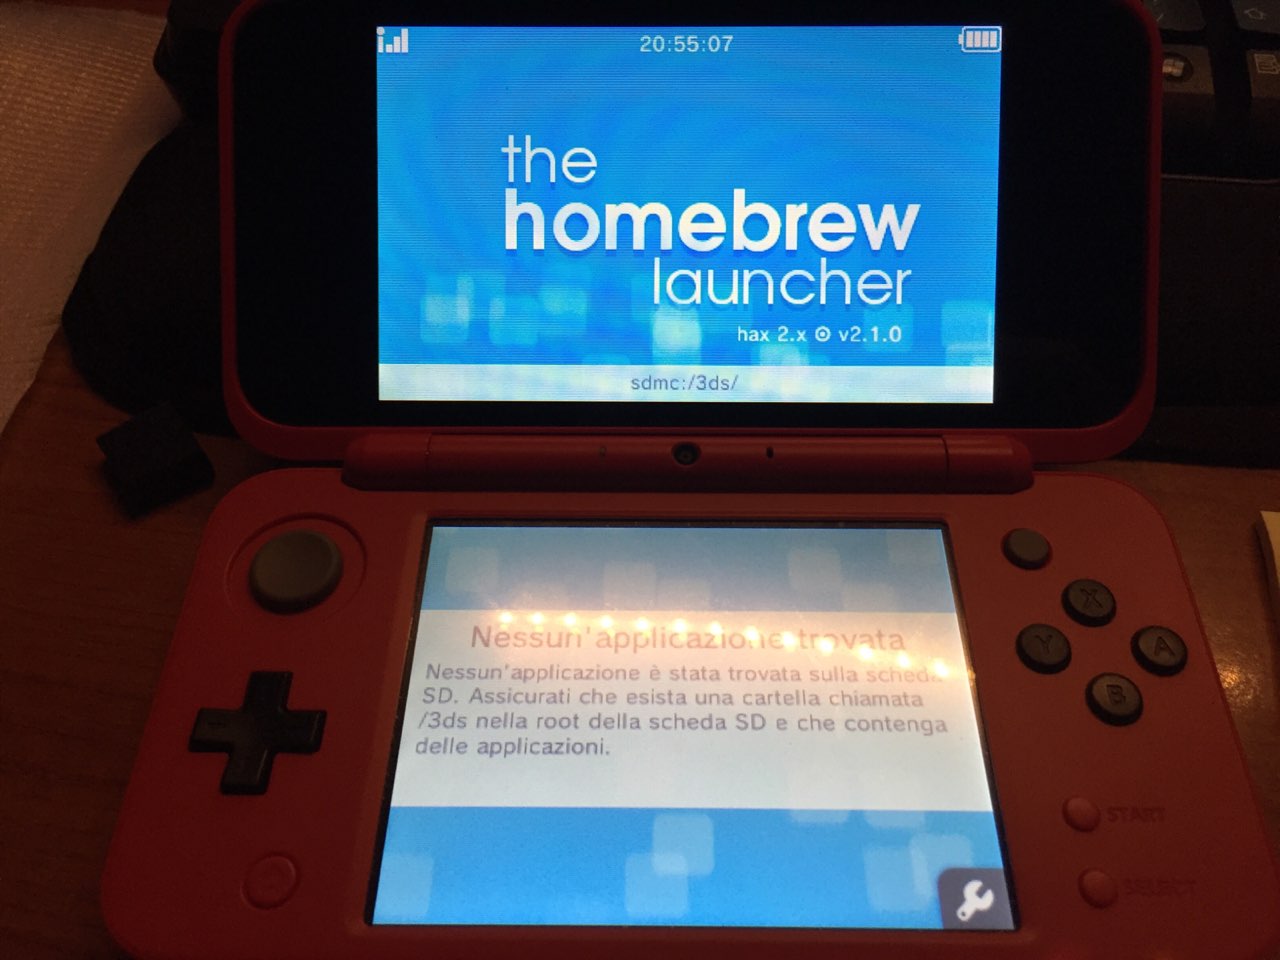 20:55:07
the
homebrew
launcher
hax 2.x v2.1.0
sdmc:/3ds/
Nessun'applicazione trovata
Nessun'applicazione è stata trovata sulla scheda
SD. Assicurati che esista una cartella chiamata
/3ds nella root della scheda SD e che contenga
delle applicazioni.
X
Y
A
B
START
SELECT